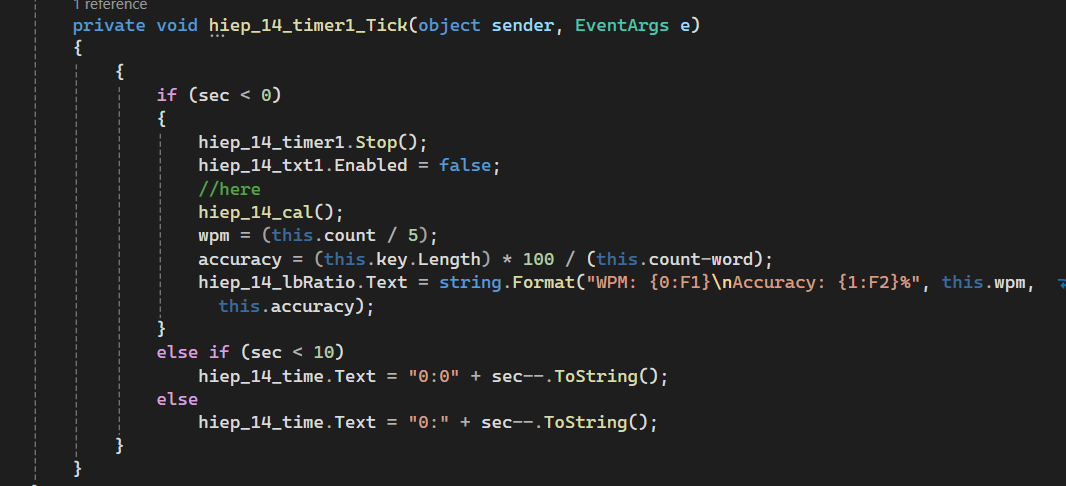 1 reference
private void hiep_14_timer1_Tick(object sender, EventArgs e)
{
{
if (sec < 0)
{
hiep_14_timer1.Stop();
hiep_14_txt1.Enabled = false;
//here
hiep_14_cal();
wpm = (this.count / 5);
accuracy = (this.key.Length) * 100 / (this.count-word);
hiep_14_lbRatio.Text = string.Format("WPM: {0:F1}\nAccuracy: {1:F2}%", this.wpm,
this.accuracy);
}
else if (sec < 10)
hiep_14_time.Text = "0:0" + sec--.ToString();
else
hiep_14_time.Text = "0:" + sec--.ToString();
}
}